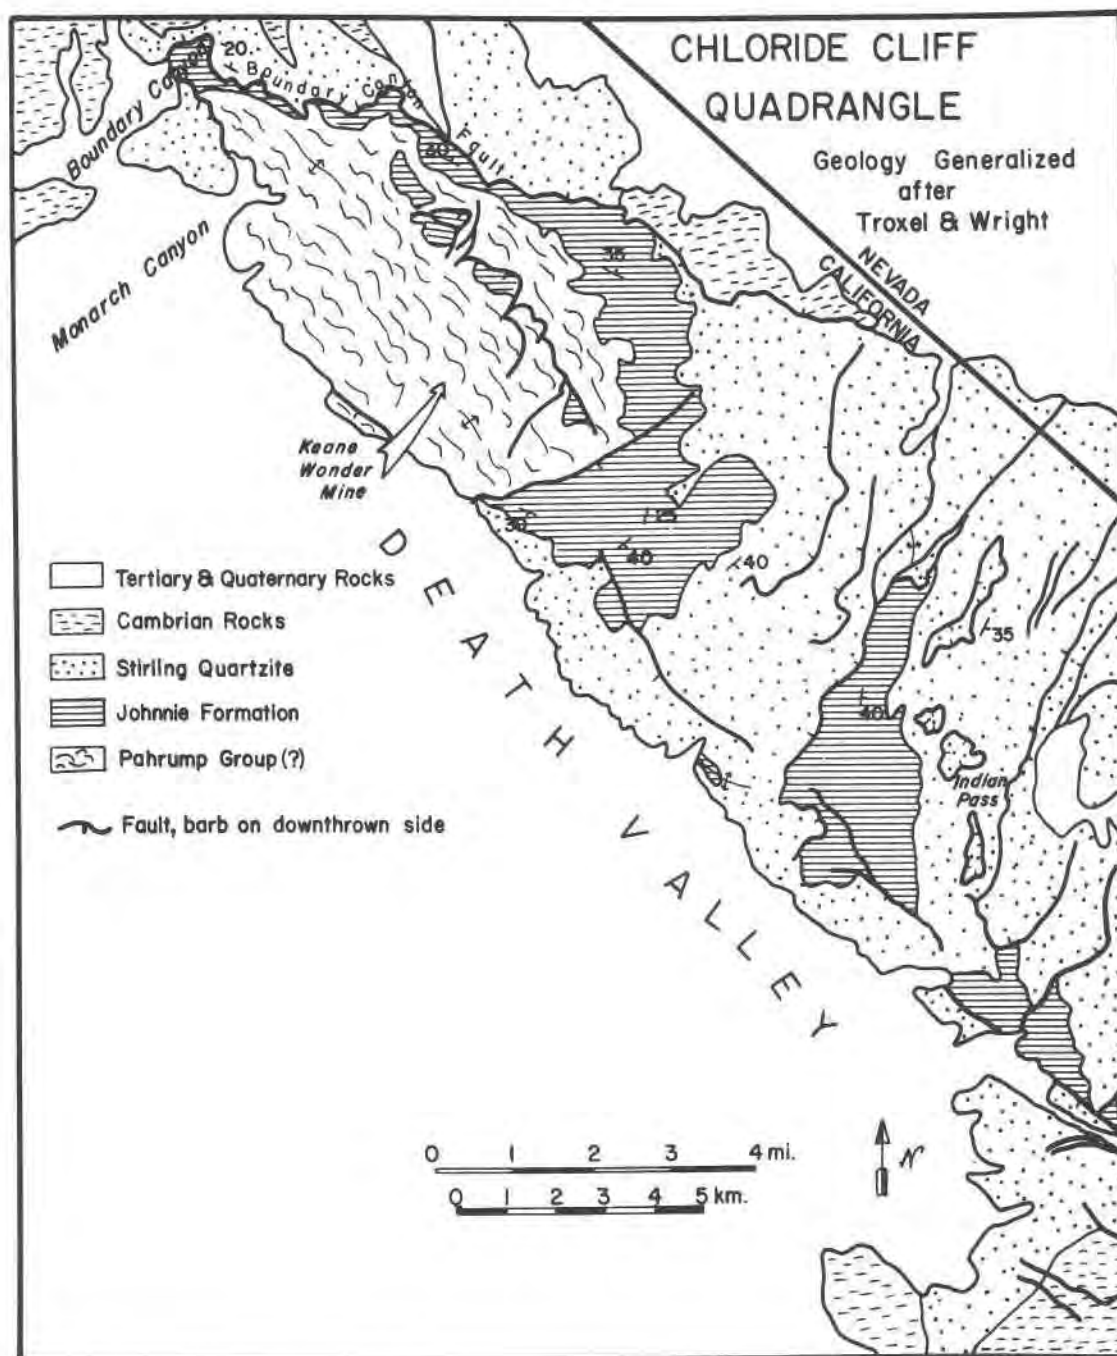 CHLORIDE CLIFF
QUADRANGLE
Geology Generalized
after
Troxel & Wright
NEVADA
CALIFORNIA
20
Boundary Canyon Fault
Boundary Canyon
Monarch Canyon
35
Keane
Wonder
Mine
30
25
40
40
35
40
Indian
Pass
DEATH VALLEY
Tertiary & Quaternary Rocks
Cambrian Rocks
Stirling Quartzite
Johnnie Formation
Pahrump Group (?)
Fault, barb on downthrown side
0 1 2 3 4 mi.
0 1 2 3 4 5 km.
N